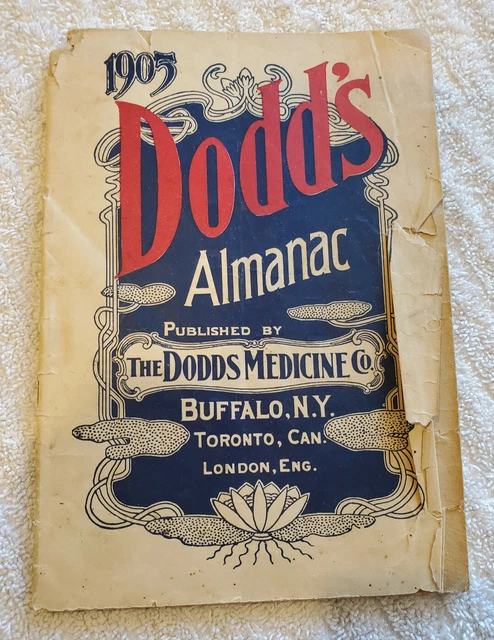 1905
Dodd's
Almanac
PUBLISHED BY
THE DODDS MEDICINE CO.
BUFFALO, N.Y.
TORONTO, CAN.
LONDON, ENG.